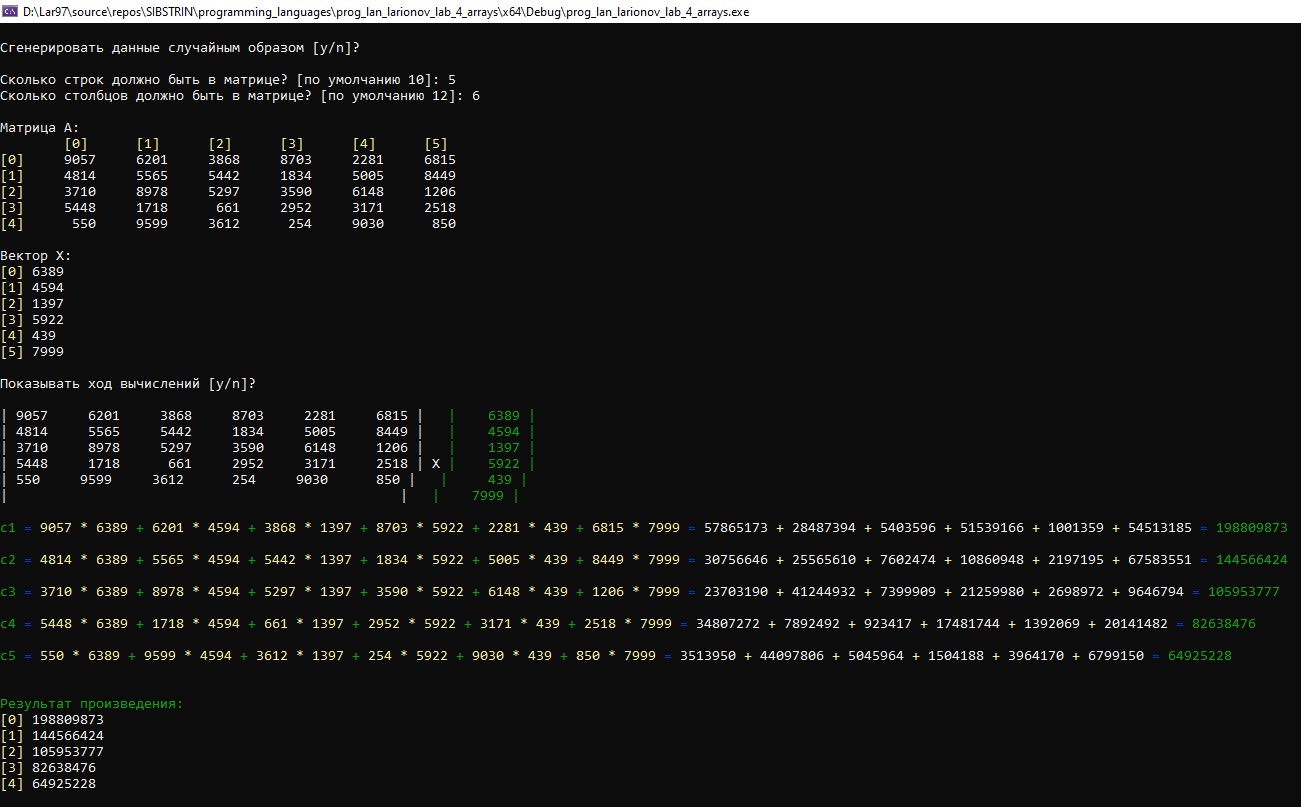 D:\Lar97\source\repos\SIBSTRIN\programming_languages\prog_lan_larionov_lab_4_arrays\x64\Debug\prog_lan_larionov_lab_4_arrays.exe
Сгенерировать данные случайным образом [y/n]?
Сколько строк должно быть в матрице? [по умолчанию 10]: 5
Сколько столбцов должно быть в матрице? [по умолчанию 12]: 6
Матрица A:
[0] [1] [2] [3] [4] [5]
[0] 9057 6201 3868 8703 2281 6815
[1] 4814 5565 5442 1834 5005 8449
[2] 3710 8978 5297 3590 6148 1206
[3] 5448 1718 661 2952 3171 2518
[4] 550 9599 3612 254 9030 850
Вектор X:
[0] 6389
[1] 4594
[2] 1397
[3] 5922
[4] 439
[5] 7999
Показывать ход вычислений [y/n]?
| 9057 6201 3868 8703 2281 6815 | | 6389 |
| 4814 5565 5442 1834 5005 8449 | | 4594 |
| 3710 8978 5297 3590 6148 1206 | | 1397 |
| 5448 1718 661 2952 3171 2518 | X | 5922 |
| 550 9599 3612 254 9030 850 | | 439 |
| | | 7999 |
c1 = 9057 * 6389 + 6201 * 4594 + 3868 * 1397 + 8703 * 5922 + 2281 * 439 + 6815 * 7999 = 57865173 + 28487394 + 5403596 + 51539166 + 1001359 + 54513185 = 198809873
c2 = 4814 * 6389 + 5565 * 4594 + 5442 * 1397 + 1834 * 5922 + 5005 * 439 + 8449 * 7999 = 30756646 + 25565610 + 7602474 + 10860948 + 2197195 + 67583551 = 144566424
c3 = 3710 * 6389 + 8978 * 4594 + 5297 * 1397 + 3590 * 5922 + 6148 * 439 + 1206 * 7999 = 23703190 + 41244932 + 7399909 + 21259980 + 2698972 + 9646794 = 105953777
c4 = 5448 * 6389 + 1718 * 4594 + 661 * 1397 + 2952 * 5922 + 3171 * 439 + 2518 * 7999 = 34807272 + 7892492 + 923417 + 17481744 + 1392069 + 20141482 = 82638476
c5 = 550 * 6389 + 9599 * 4594 + 3612 * 1397 + 254 * 5922 + 9030 * 439 + 850 * 7999 = 3513950 + 44097806 + 5045964 + 1504188 + 3964170 + 6799150 = 64925228
Результат произведения:
[0] 198809873
[1] 144566424
[2] 105953777
[3] 82638476
[4] 64925228